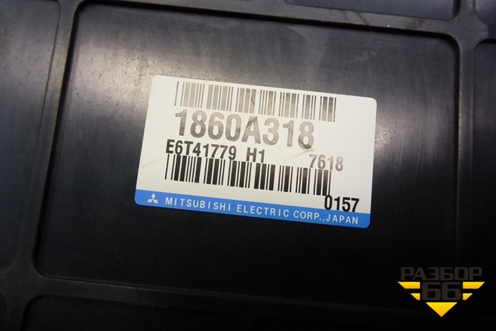 1860A318
E6T41779 H1 7618
0157
MITSUBISHI ELECTRIC CORP., JAPAN
РАЗБОР
66